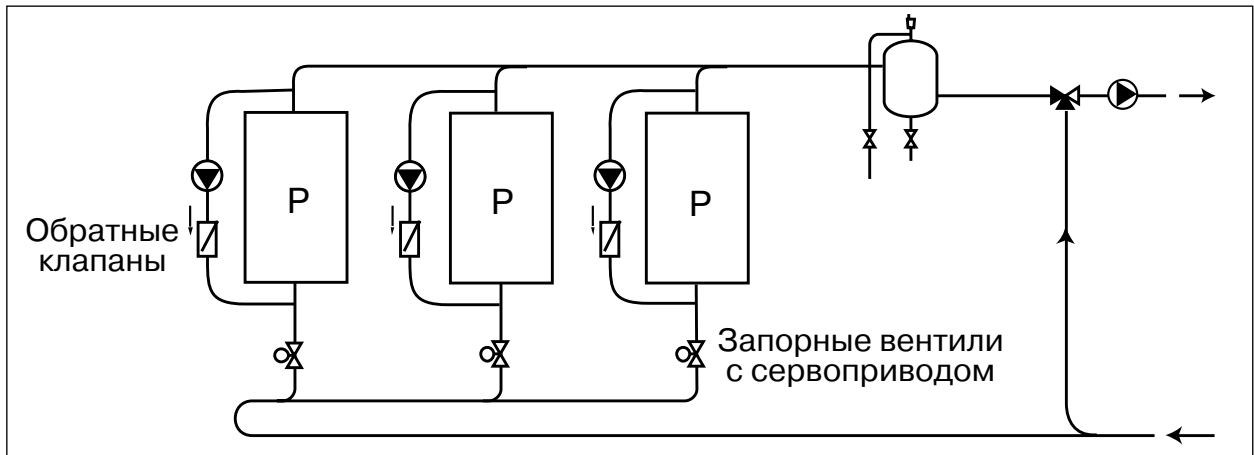 P
P
P
Обратные
клапаны
Запорные вентили
с сервоприводом